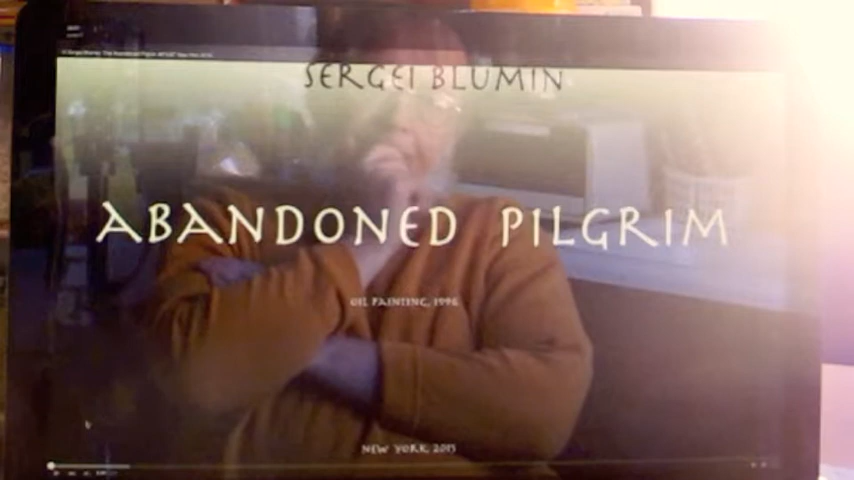 SERGEI BLUMIN
ABANDONED PILGRIM
OIL PAINTING, 1996
NEW YORK, 2015